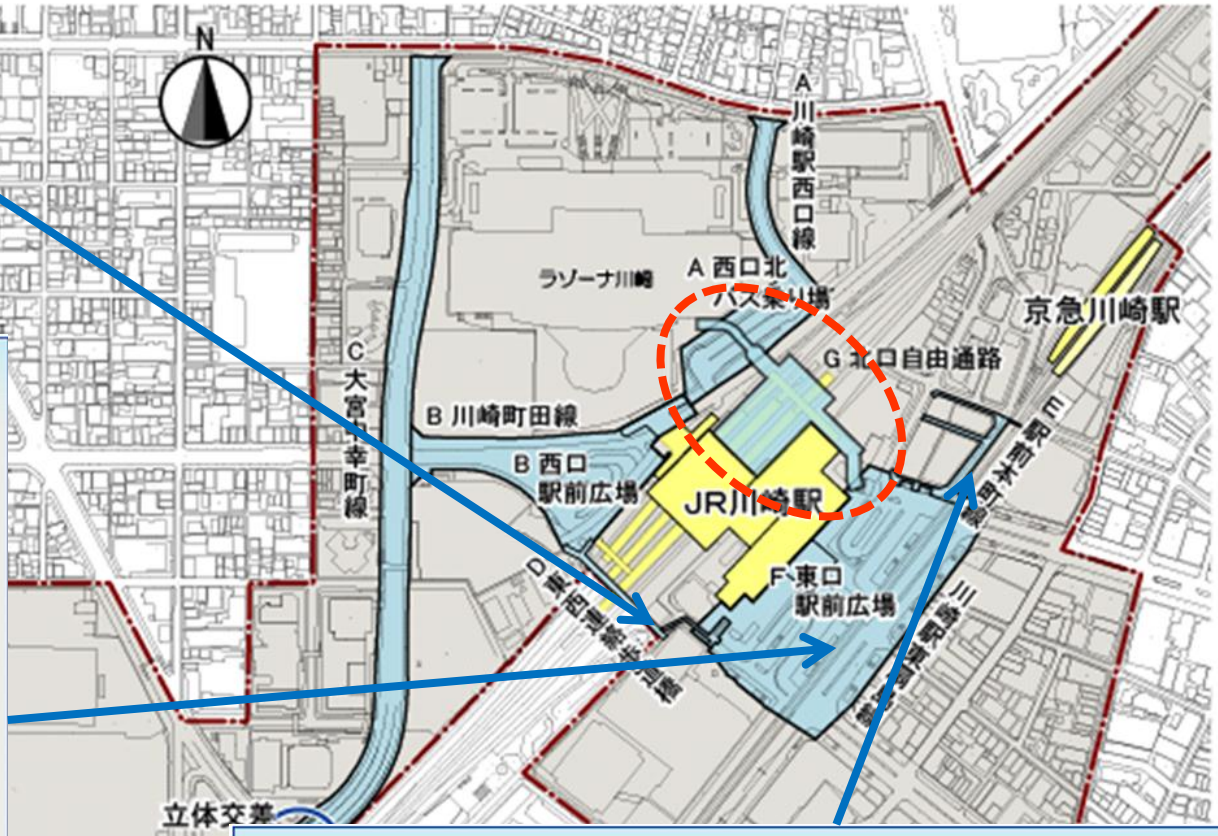 N
A 川崎駅西口線
ラゾーナ川崎
A 西口北
バス乗り場
京急川崎駅
G 北口自由通路
C 大宮中幸町線
B 川崎町田線
B 西口
駅前広場
JR川崎駅
E 駅前本町線
D 東西連絡歩道橋
F 東口
駅前広場
川崎駅東
立体交差